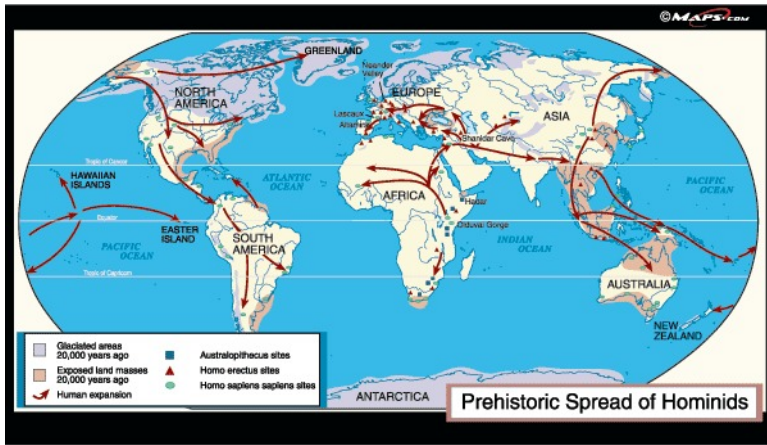 ©MAPS.COM
GREENLAND
NORTH
AMERICA
Neander
Valley
EUROPE
ASIA
Lascaux
Altamira
Shanidar Cave
Tropic of Cancer
HAWAIIAN
ISLANDS
ATLANTIC
OCEAN
AFRICA
Hadar
PACIFIC
OCEAN
Equator
EASTER
ISLAND
Olduvai Gorge
PACIFIC
OCEAN
SOUTH
AMERICA
INDIAN
OCEAN
Tropic of Capricorn
AUSTRALIA
NEW
ZEALAND
Glaciated areas
20,000 years ago
Exposed land masses
20,000 years ago
Human expansion
Australopithecus sites
Homo erectus sites
Homo sapiens sapiens sites
ANTARCTICA
Prehistoric Spread of Hominids